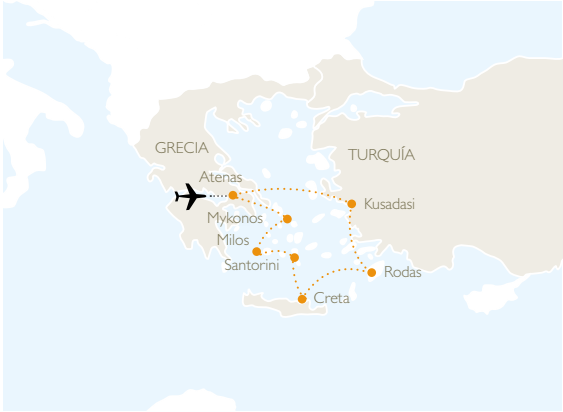 GRECIA
TURQUÍA
Atenas
Kusadasi
Mykonos
Milos
Santorini
Rodas
Creta